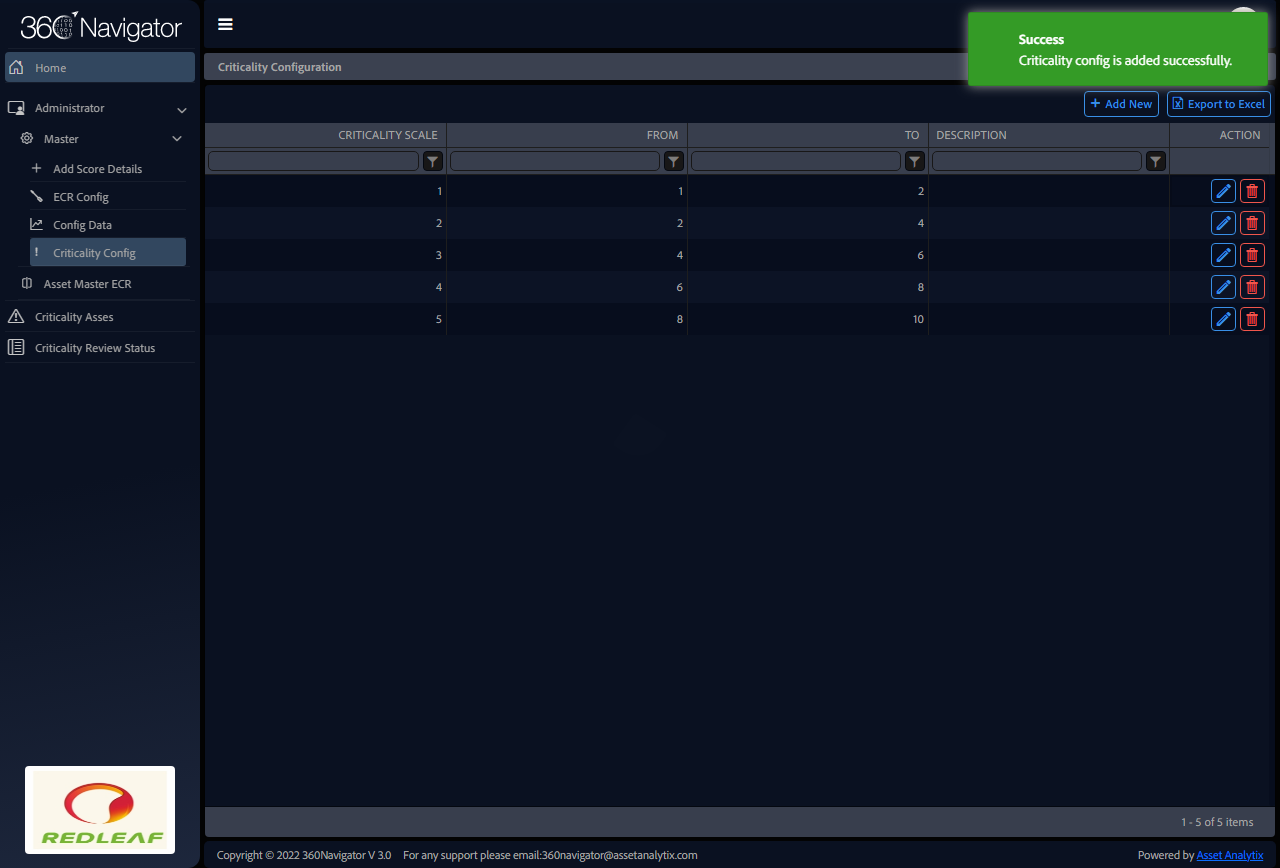 360 Navigator
Home
Administrator
Master
Add Score Details
ECR Config
Config Data
Criticality Config
Asset Master ECR
Criticality Asses
Criticality Review Status
REDLEAF
Success
Criticality config is added successfully.
Criticality Configuration
+ Add New Export to Excel
CRITICALITY SCALE FROM TO DESCRIPTION ACTION
1 1 2
2 2 4
3 4 6
4 6 8
5 8 10
1 - 5 of 5 items
Copyright © 2022 360Navigator V 3.0 For any support please email:360navigator@assetanalytix.com Powered by Asset Analytix